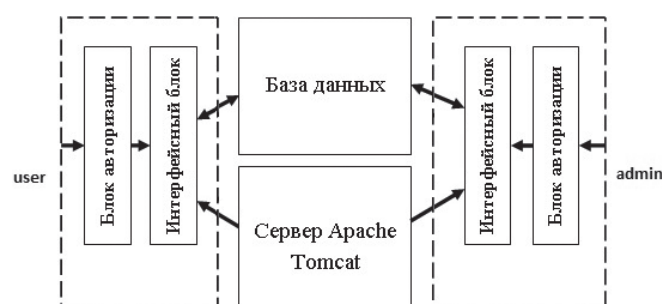 user
Блок авторизации
Интерфейсный блок
База данных
Сервер Apache
Tomcat
Интерфейсный блок
Блок авторизации
admin